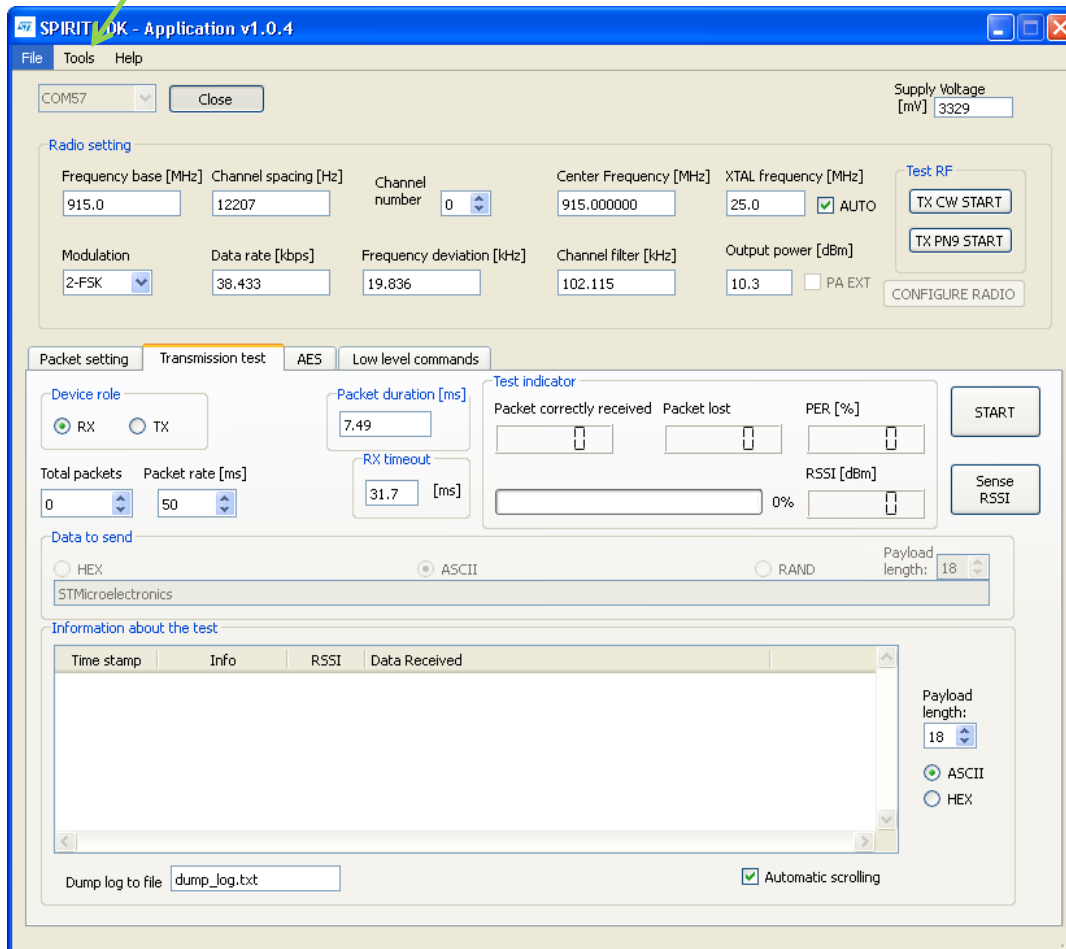 SPIRIT1 DK - Application v1.0.4
File Tools Help
COM57 Close
Supply Voltage
[mV] 3329
Radio setting
Frequency base [MHz] Channel spacing [Hz] Channel number Center Frequency [MHz] XTAL frequency [MHz] Test RF
915.0 12207 0 915.000000 25.0 AUTO TX CW START
TX PN9 START
Modulation Data rate [kbps] Frequency deviation [kHz] Channel filter [kHz] Output power [dBm]
2-FSK 38.433 19.836 102.115 10.3 PA EXT CONFIGURE RADIO
Packet setting Transmission test AES Low level commands
Device role Packet duration [ms] Test indicator
RX TX 7.49 Packet correctly received Packet lost PER [%] START
0 0 0
Total packets Packet rate [ms] RX timeout RSSI [dBm] Sense
RSSI
0 50 31.7 [ms] 0% 0
Data to send
HEX ASCII RAND Payload
length: 18
STMicroelectronics
Information about the test
Time stamp Info RSSI Data Received
Payload
length:
18
ASCII
HEX
Dump log to file dump_log.txt Automatic scrolling